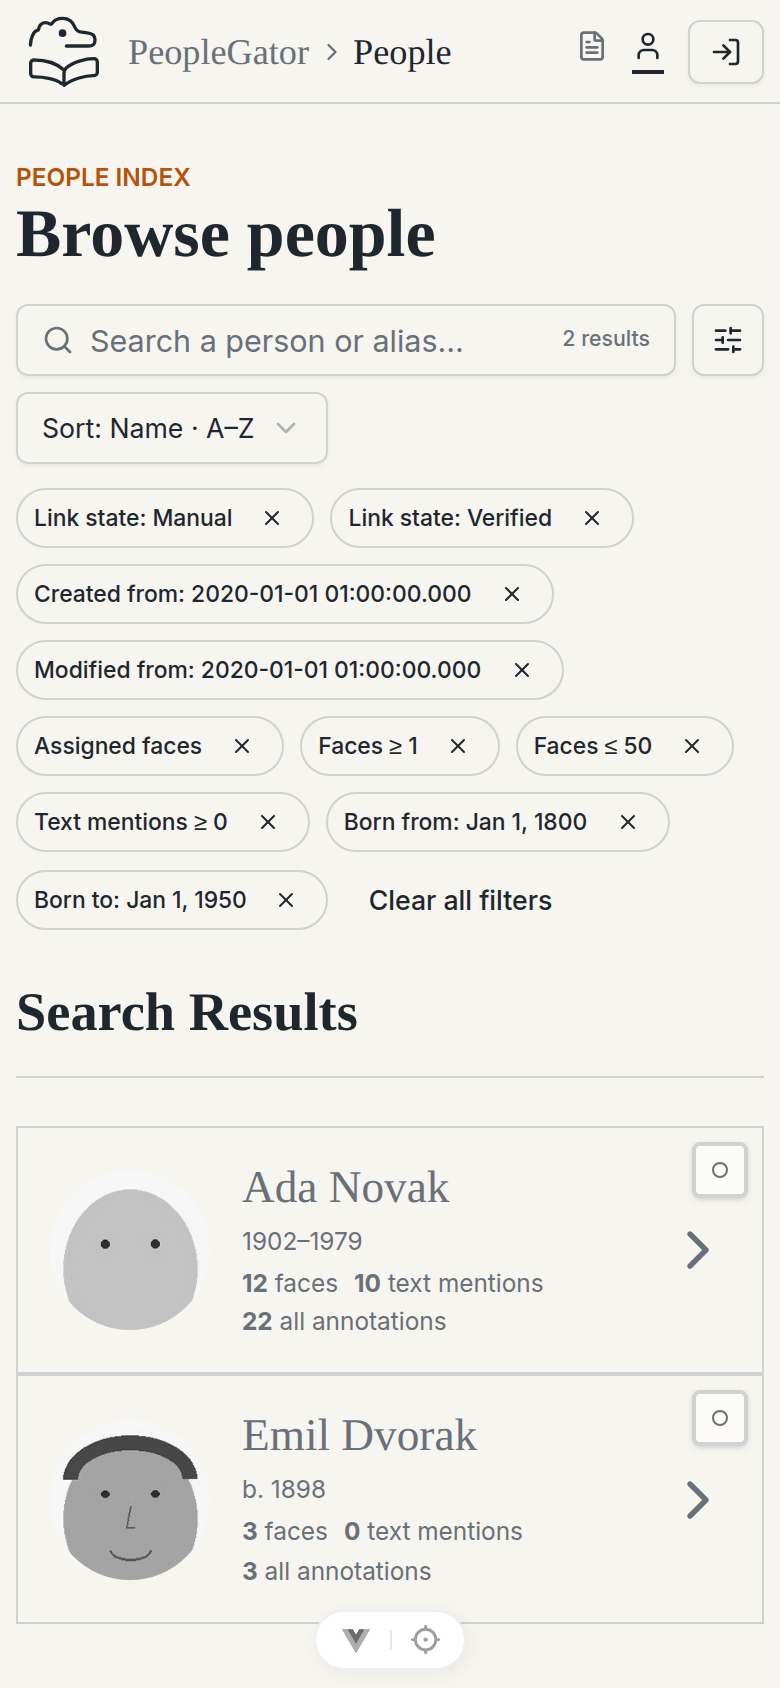 PeopleGator > People
PEOPLE INDEX
Browse people
Search a person or alias... 2 results
Sort: Name · A–Z
Link state: Manual Link state: Verified
Created from: 2020-01-01 01:00:00.000
Modified from: 2020-01-01 01:00:00.000
Assigned faces Faces ≥ 1 Faces ≤ 50
Text mentions ≥ 0 Born from: Jan 1, 1800
Born to: Jan 1, 1950 Clear all filters
Search Results
Ada Novak
1902–1979
12 faces 10 text mentions
22 all annotations
Emil Dvorak
b. 1898
3 faces 0 text mentions
3 all annotations